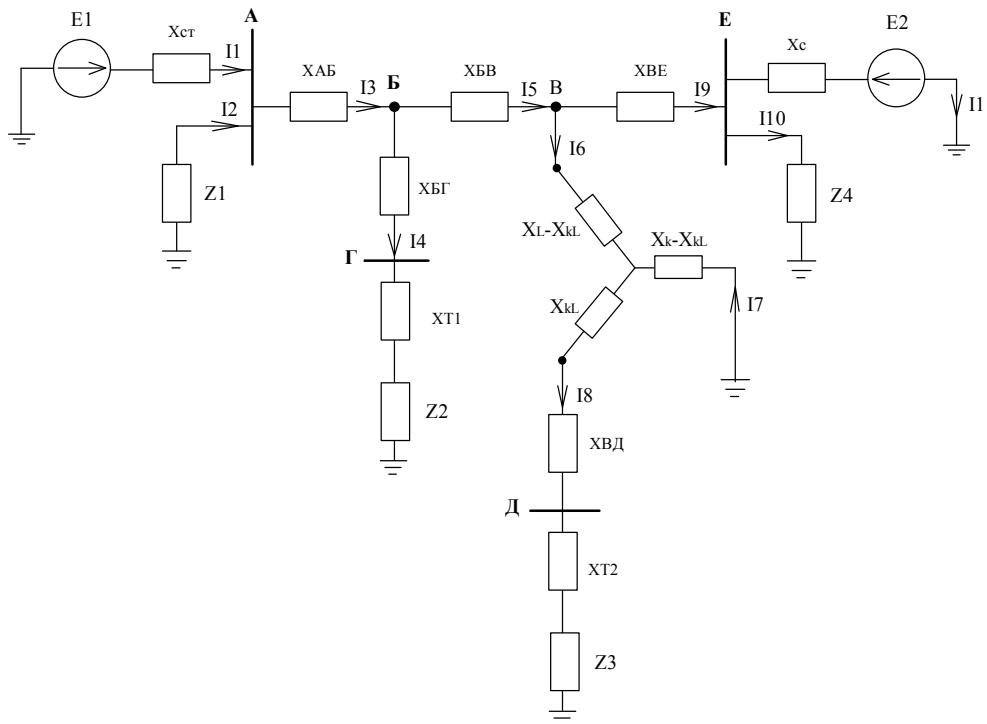 E1
Xст
I1
А
Е
Xс
E2
XАБ
I3
Б
XБВ
I5
В
XВЕ
I9
I1
I2
I10
I6
Z1
XБГ
Z4
XL-XkL
Xk-XkL
I4
Г
XkL
I7
XТ1
I8
Z2
XВД
Д
XТ2
Z3